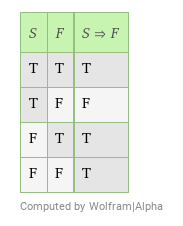 S F S ⇒ F
T T T
T F F
F T T
F F T
Computed by Wolfram|Alpha